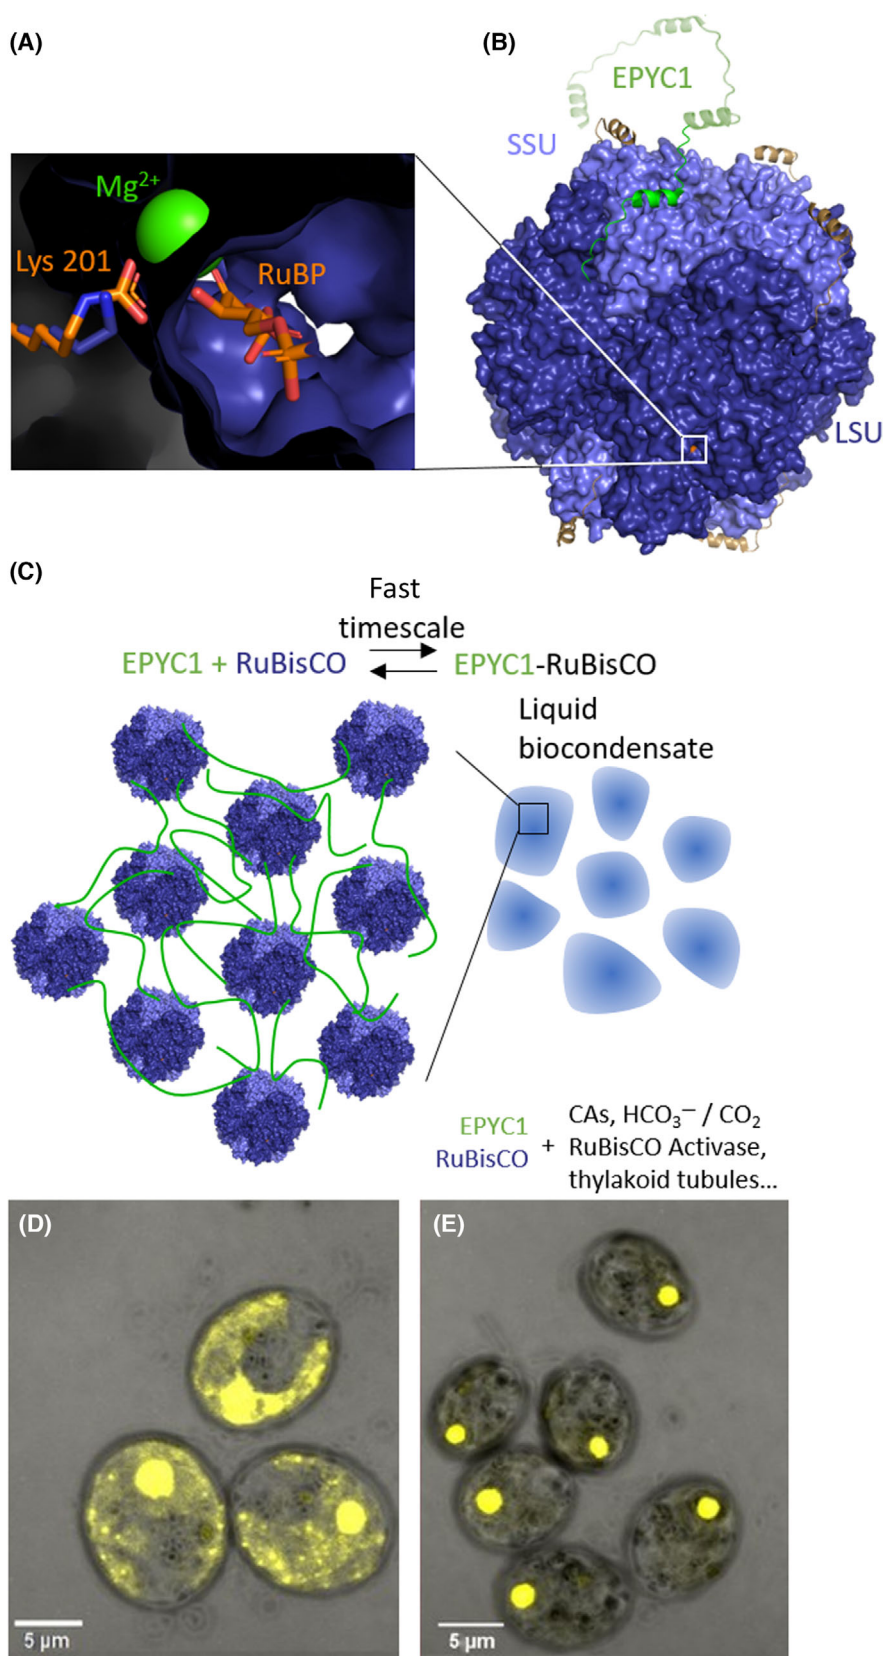 (A)
(B)
EPYC1
SSU
Mg2+
Lys 201
RuBP
LSU
(C)
Fast
timescale
EPYC1 + RuBisCO
EPYC1-RuBisCO
Liquid
biocondensate
EPYC1
RuBisCO
+
CAs, HCO3− / CO2
RuBisCO Activase,
thylakoid tubules...
(D)
(E)
5 µm
5 µm